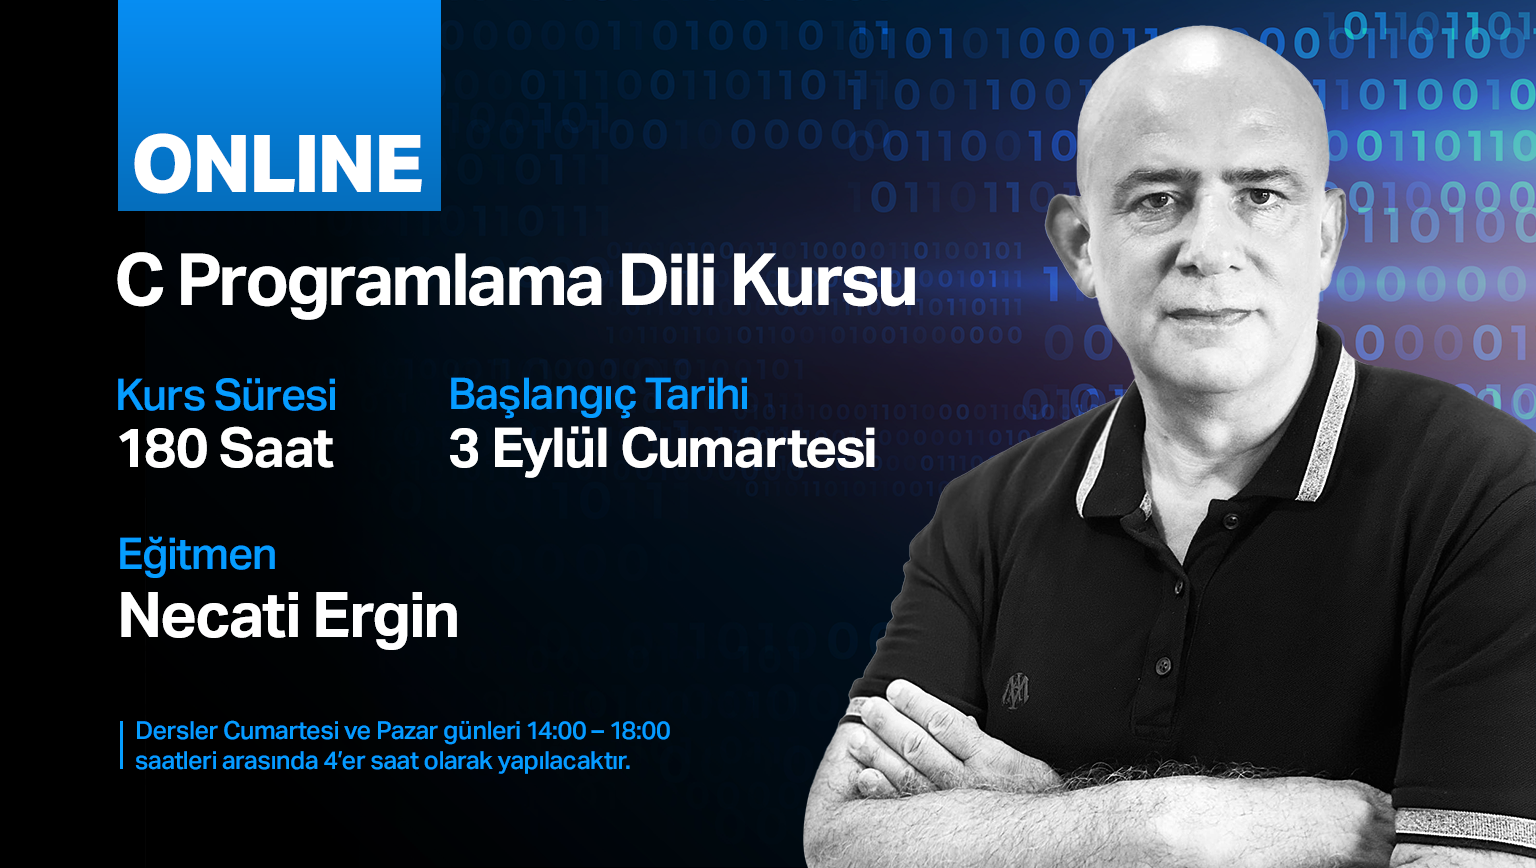 ONLINE
C Programlama Dili Kursu
Kurs Süresi
180 Saat
Başlangıç Tarihi
3 Eylül Cumartesi
Eğitmen
Necati Ergin
Dersler Cumartesi ve Pazar günleri 14:00 – 18:00
saatleri arasında 4’er saat olarak yapılacaktır.